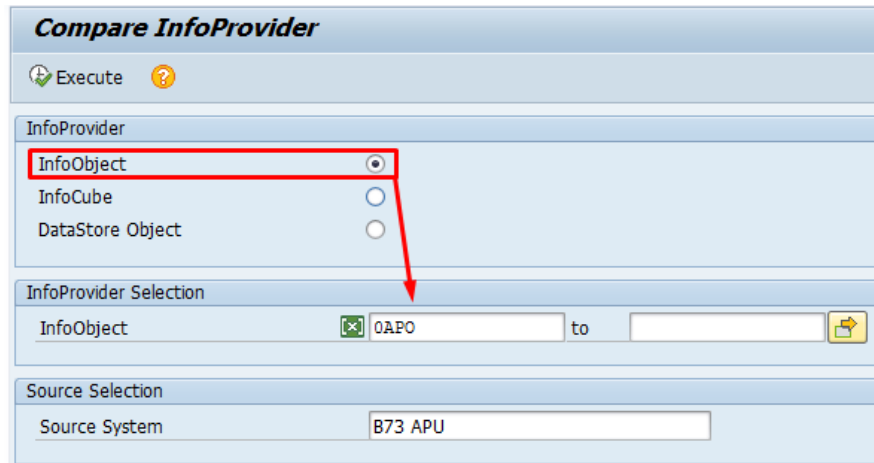 Compare InfoProvider
Execute
InfoProvider
InfoObject
InfoCube
DataStore Object
InfoProvider Selection
InfoObject 0APO to
Source Selection
Source System B73 APU